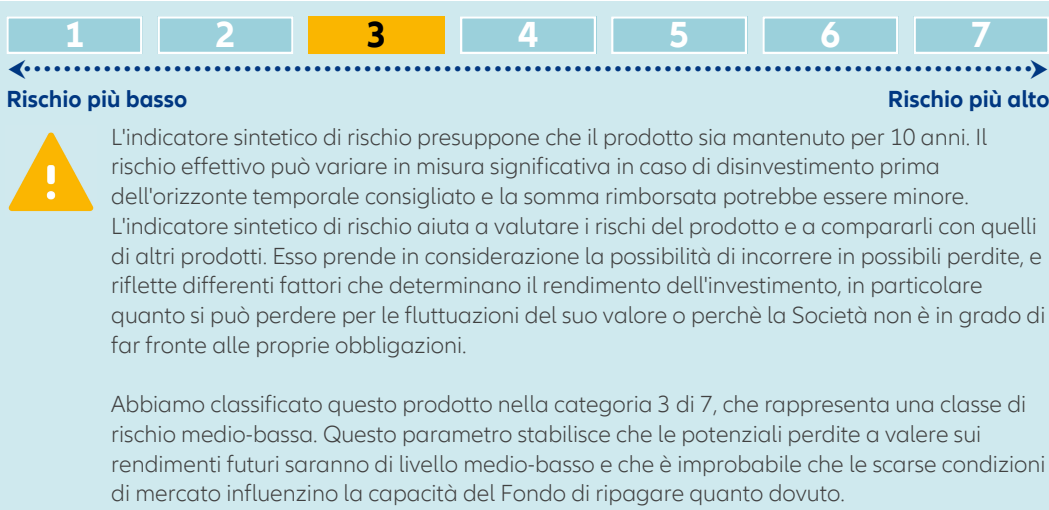 1 2 3 4 5 6 7
Rischio più basso Rischio più alto
L'indicatore sintetico di rischio presuppone che il prodotto sia mantenuto per 10 anni. Il
rischio effettivo può variare in misura significativa in caso di disinvestimento prima
dell'orizzonte temporale consigliato e la somma rimborsata potrebbe essere minore.
L'indicatore sintetico di rischio aiuta a valutare i rischi del prodotto e a compararli con quelli
di altri prodotti. Esso prende in considerazione la possibilità di incorrere in possibili perdite, e
riflette differenti fattori che determinano il rendimento dell'investimento, in particolare
quanto si può perdere per le fluttuazioni del suo valore o perchè la Società non è in grado di
far fronte alle proprie obbligazioni.
Abbiamo classificato questo prodotto nella categoria 3 di 7, che rappresenta una classe di
rischio medio-bassa. Questo parametro stabilisce che le potenziali perdite a valere sui
rendimenti futuri saranno di livello medio-basso e che è improbabile che le scarse condizioni
di mercato influenzino la capacità del Fondo di ripagare quanto dovuto.